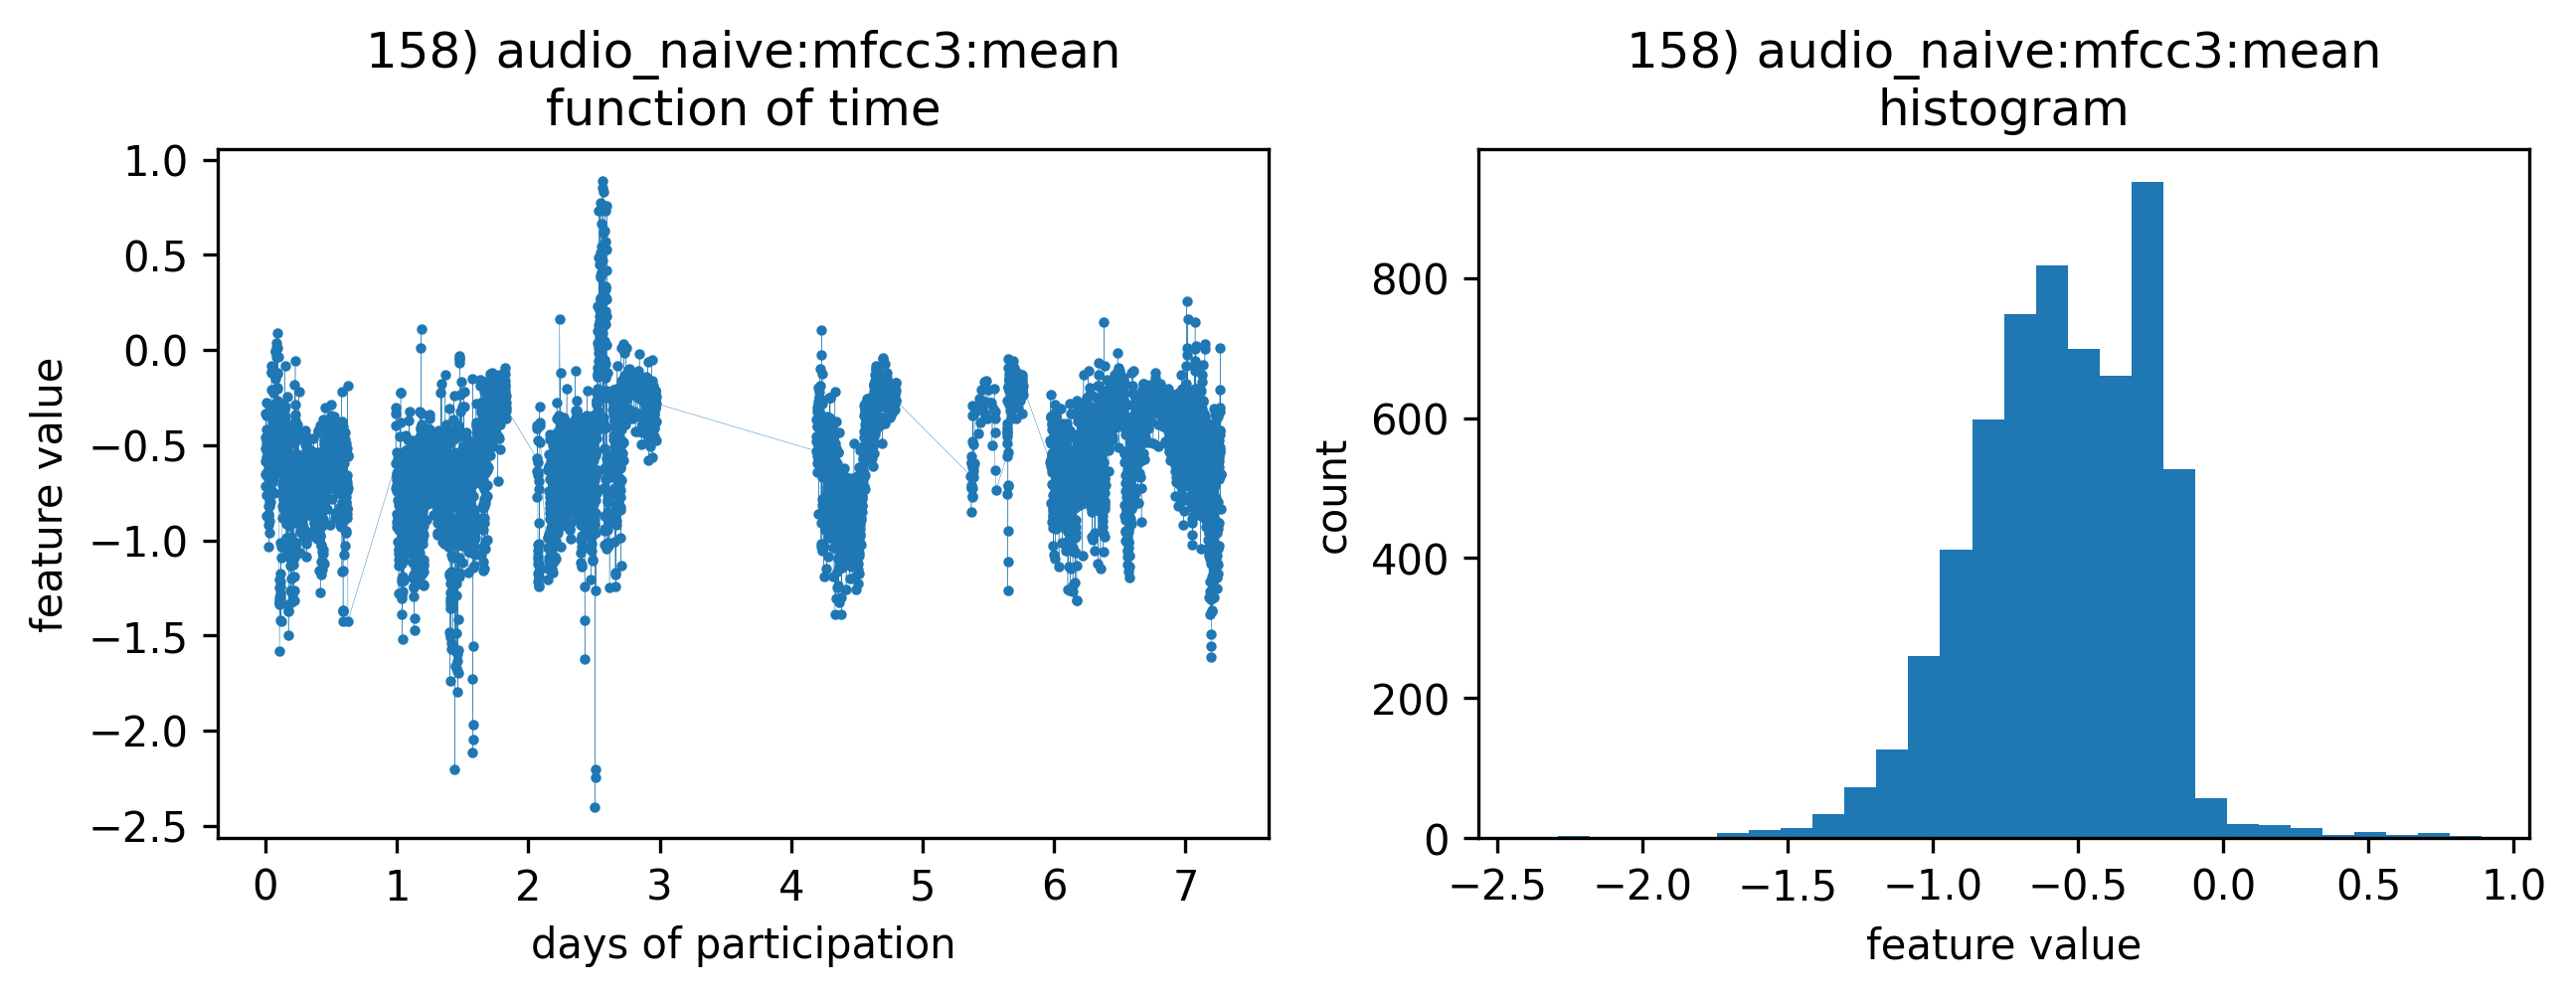 158) audio_naive:mfcc3:mean
function of time
1.0
0.5
0.0
−0.5
−1.0
−1.5
−2.0
−2.5
feature value
0 1 2 3 4 5 6 7
days of participation
158) audio_naive:mfcc3:mean
histogram
800
600
400
200
0
count
−2.5 −2.0 −1.5 −1.0 −0.5 0.0 0.5 1.0
feature value